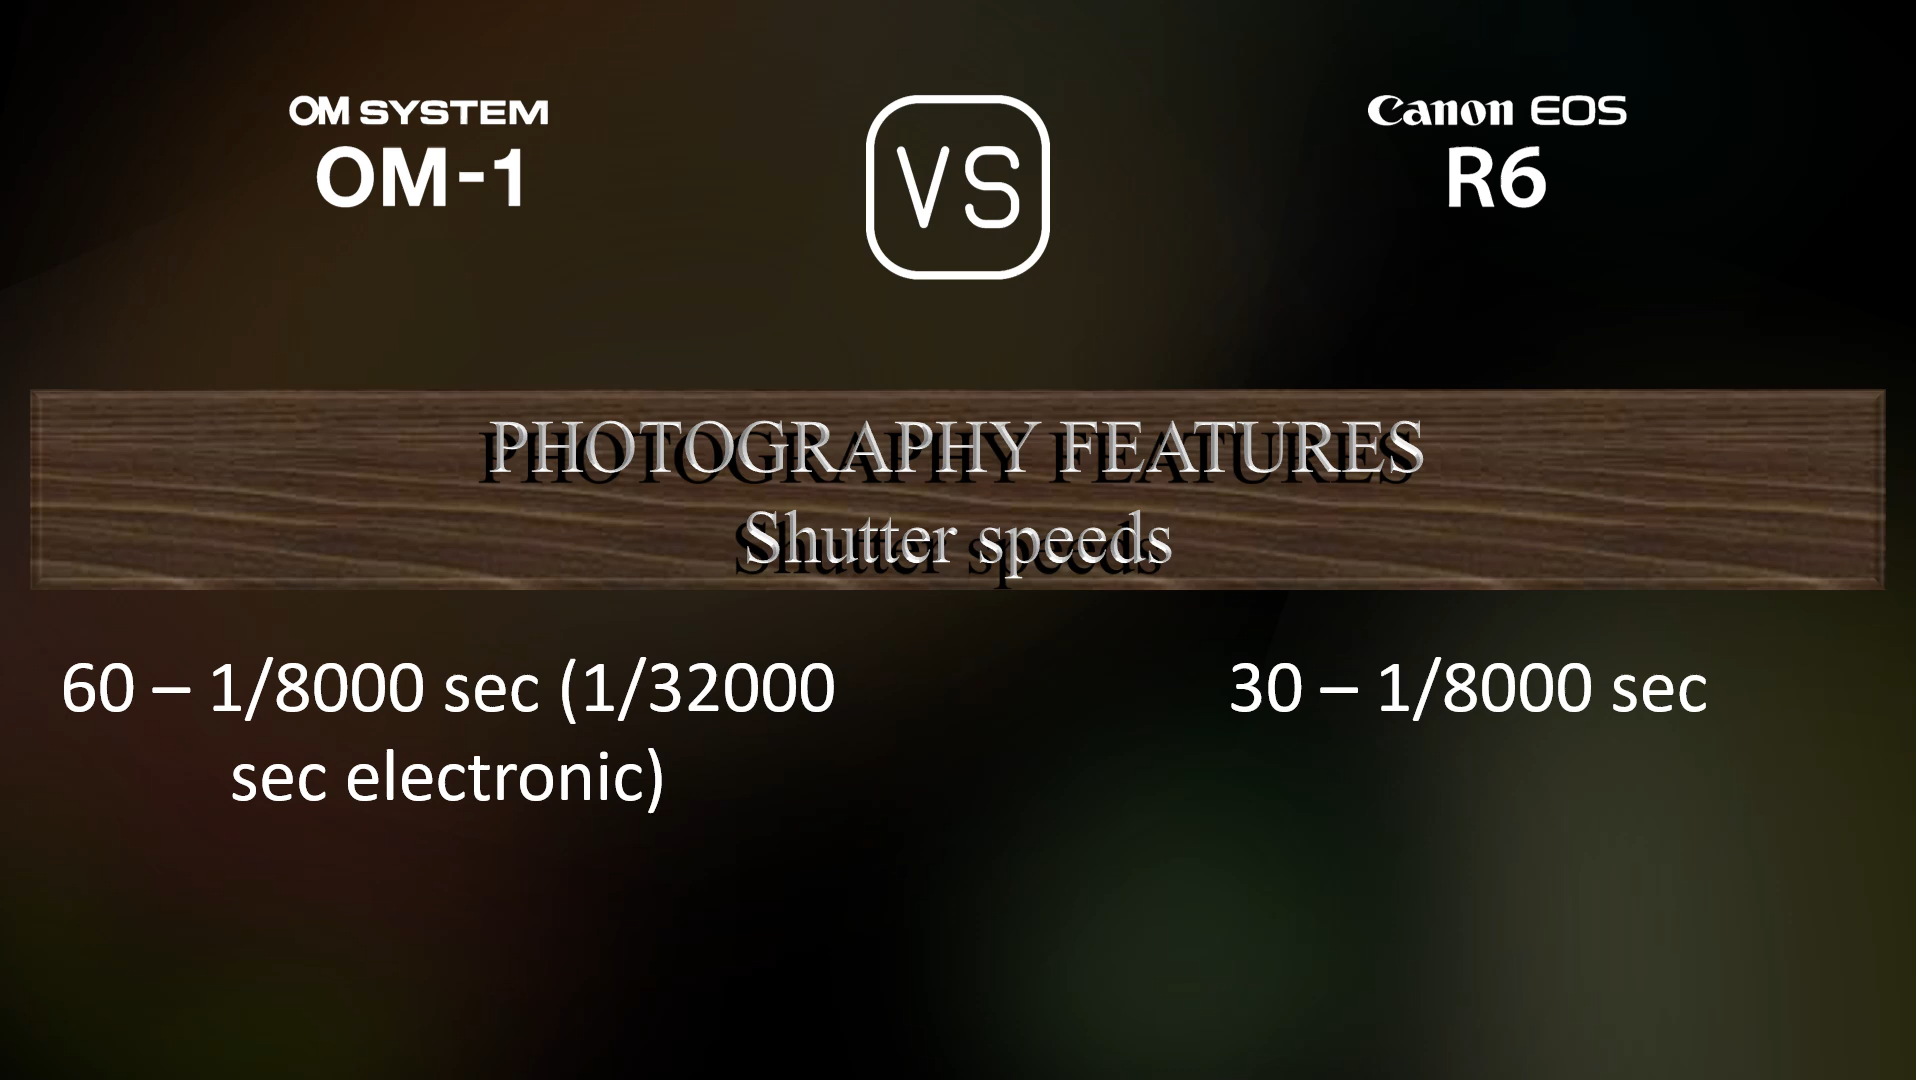 OM SYSTEM
OM-1
VS
Canon EOS
R6
PHOTOGRAPHY FEATURES
Shutter speeds
60 – 1/8000 sec (1/32000
sec electronic)
30 – 1/8000 sec